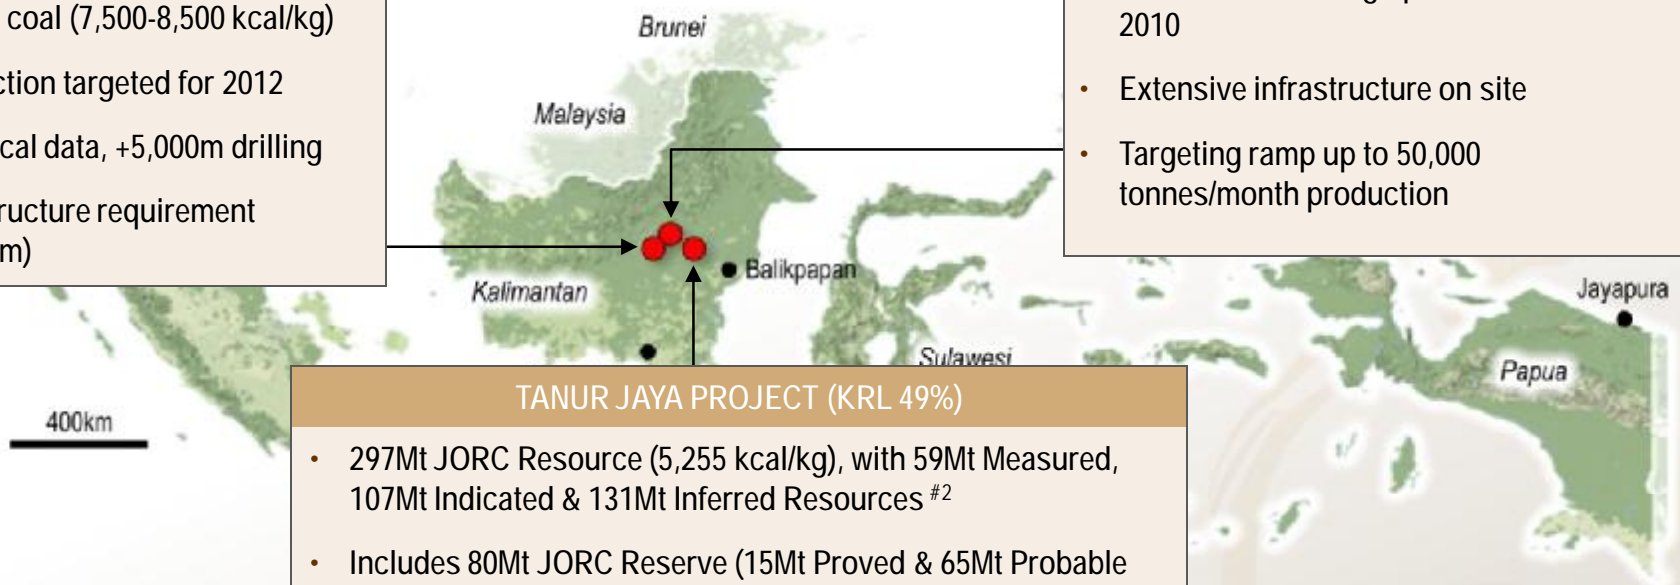 coal (7,500-8,500 kcal/kg)
ction targeted for 2012
cal data, +5,000m drilling
ructure requirement
m)
2010
• Extensive infrastructure on site
• Targeting ramp up to 50,000
tonnes/month production
Brunei
Malaysia
Kalimantan
Balikpapan
Sulawesi
Jayapura
Papua
400km
TANUR JAYA PROJECT (KRL 49%)
• 297Mt JORC Resource (5,255 kcal/kg), with 59Mt Measured,
107Mt Indicated & 131Mt Inferred Resources #2
• Includes 80Mt JORC Reserve (15Mt Proved & 65Mt Probable